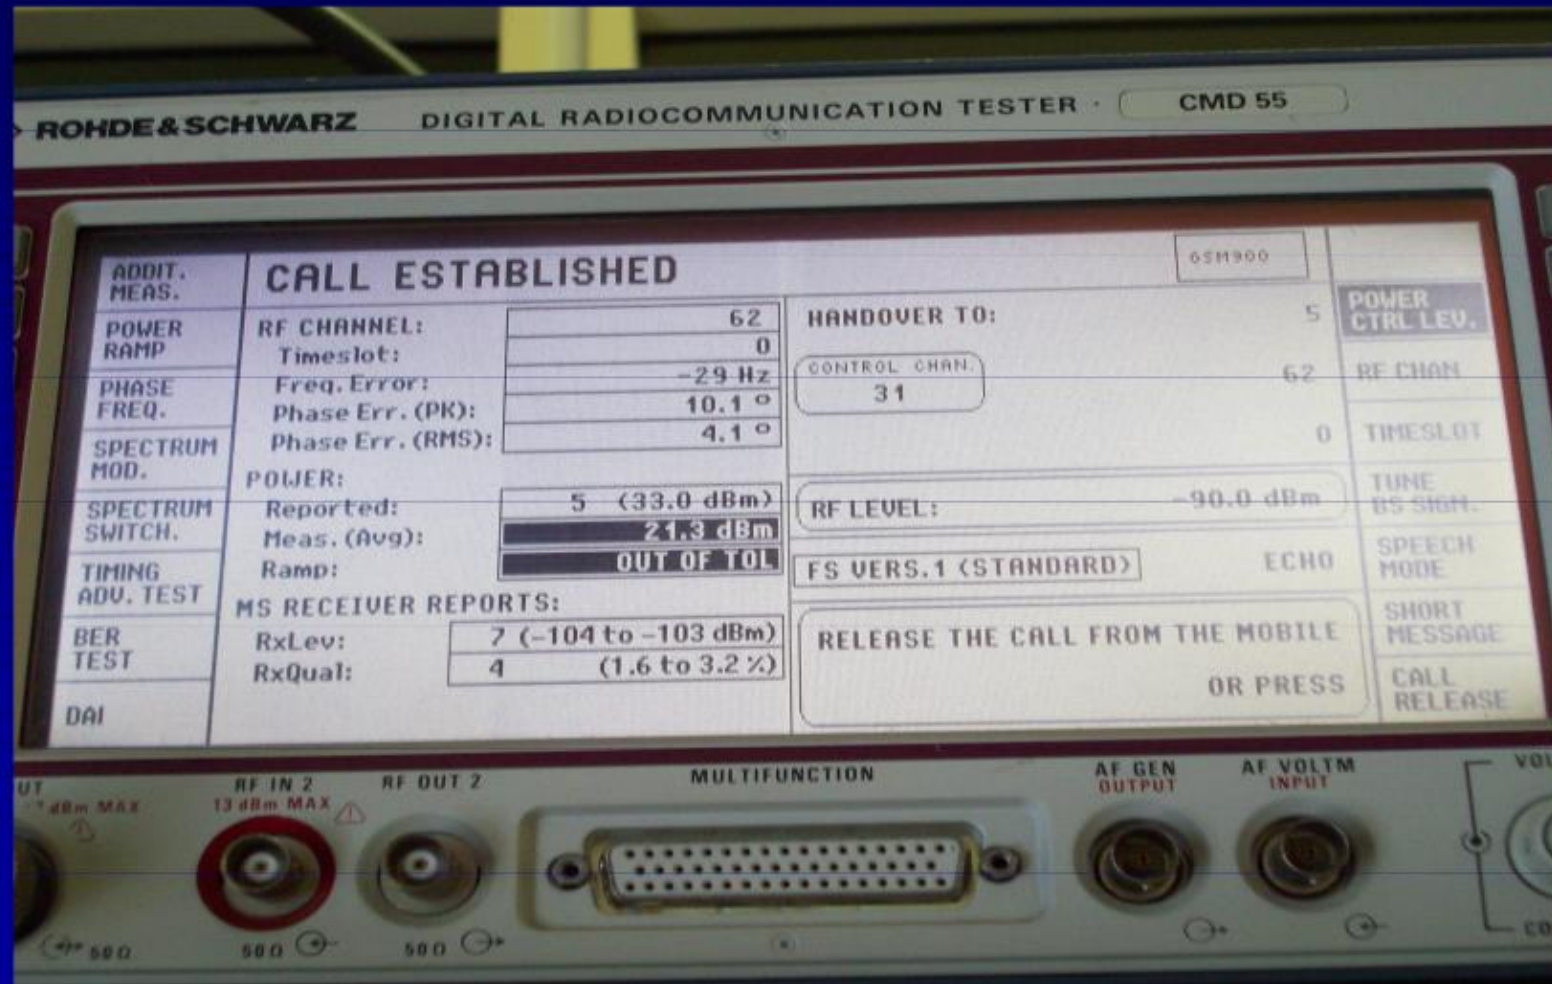 ROHDE&SCHWARZ DIGITAL RADIOCOMMUNICATION TESTER · CMD 55
ADDIT. MEAS.
POWER RAMP
PHASE FREQ.
SPECTRUM MOD.
SPECTRUM SWITCH.
TIMING ADV. TEST
BER TEST
DAI
CALL ESTABLISHED
GSM900
RF CHANNEL: 62
Timeslot: 0
Freq. Error: -29 Hz
Phase Err. (PK): 10.1 °
Phase Err. (RMS): 4.1 °
POWER:
Reported: 5 (33.0 dBm)
Meas. (Avg): 21.3 dBm
Ramp: OUT OF TOL
MS RECEIVER REPORTS:
RxLev: 7 (-104 to -103 dBm)
RxQual: 4 (1.6 to 3.2 %)
HANDOVER TO: 5
CONTROL CHAN.
31
62
0
RF LEVEL: -90.0 dBm
FS VERS.1 (STANDARD) ECHO
RELEASE THE CALL FROM THE MOBILE
OR PRESS
POWER CTRL LEV.
RF CHAN
TIMESLOT
TUNE BS SIGN.
SPEECH MODE
SHORT MESSAGE
CALL RELEASE
UT
dBm MAX
50 Ω
RF IN 2
13 dBm MAX
50 Ω
RF OUT 2
50 Ω
MULTIFUNCTION
AF GEN
OUTPUT
AF VOLTM
INPUT
VOL
CO